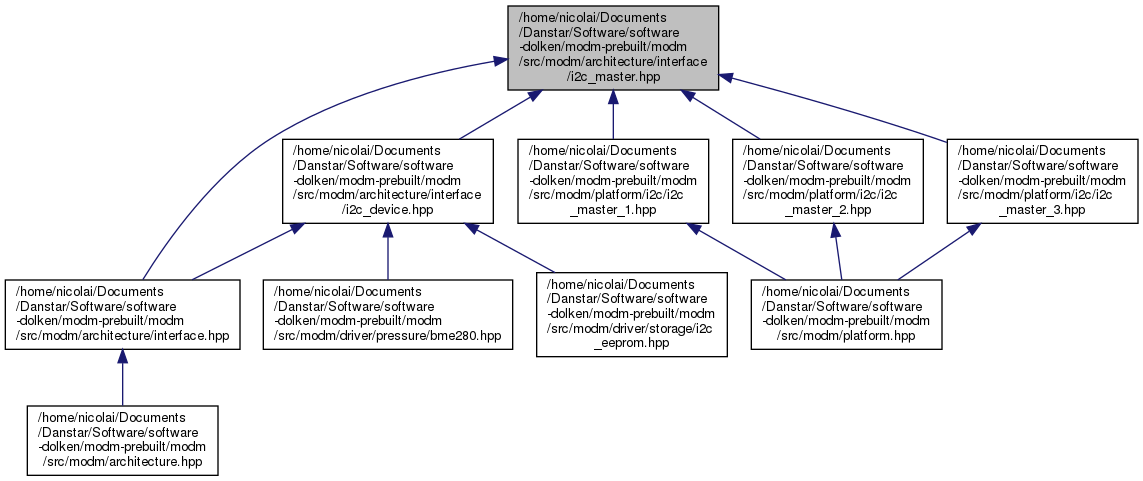 /home/nicolai/Documents
/Danstar/Software/software
-dolken/modm-prebuilt/modm
/src/modm/architecture/interface
/i2c_master.hpp
/home/nicolai/Documents
/Danstar/Software/software
-dolken/modm-prebuilt/modm
/src/modm/architecture/interface
/i2c_device.hpp
/home/nicolai/Documents
/Danstar/Software/software
-dolken/modm-prebuilt/modm
/src/modm/platform/i2c/i2c
_master_1.hpp
/home/nicolai/Documents
/Danstar/Software/software
-dolken/modm-prebuilt/modm
/src/modm/platform/i2c/i2c
_master_2.hpp
/home/nicolai/Documents
/Danstar/Software/software
-dolken/modm-prebuilt/modm
/src/modm/platform/i2c/i2c
_master_3.hpp
/home/nicolai/Documents
/Danstar/Software/software
-dolken/modm-prebuilt/modm
/src/modm/architecture/interface.hpp
/home/nicolai/Documents
/Danstar/Software/software
-dolken/modm-prebuilt/modm
/src/modm/driver/pressure/bme280.hpp
/home/nicolai/Documents
/Danstar/Software/software
-dolken/modm-prebuilt/modm
/src/modm/driver/storage/i2c
_eeprom.hpp
/home/nicolai/Documents
/Danstar/Software/software
-dolken/modm-prebuilt/modm
/src/modm/platform.hpp
/home/nicolai/Documents
/Danstar/Software/software
-dolken/modm-prebuilt/modm
/src/modm/architecture.hpp